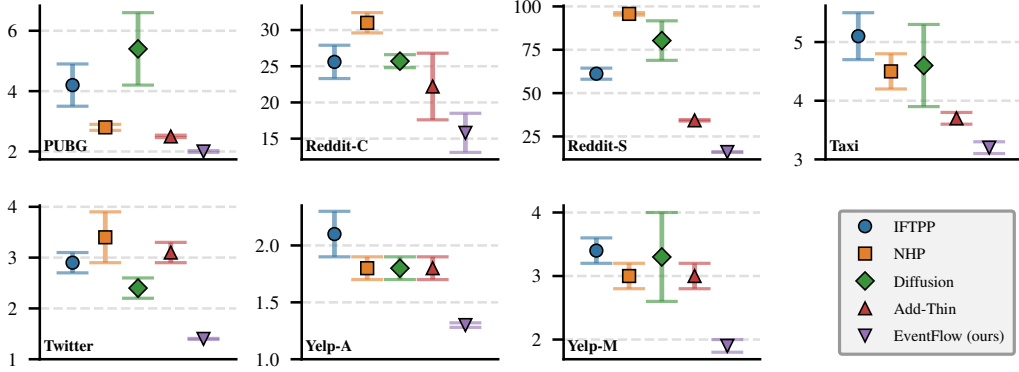 6
4
2
PUBG
30
25
20
15
Reddit-C
100
75
50
25
Reddit-S
5
4
3
Taxi
4
3
2
1
Twitter
2.0
1.5
1.0
Yelp-A
4
3
2
Yelp-M
IFTPP
NHP
Diffusion
Add-Thin
EventFlow (ours)